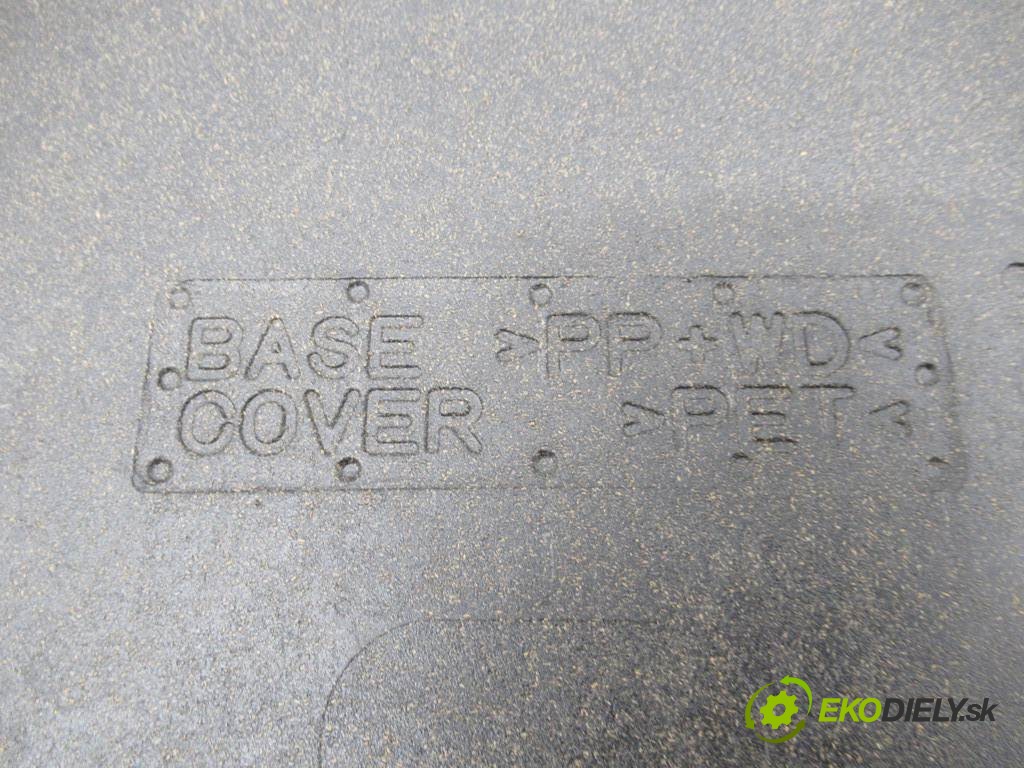 BASE >PP+WD<
COVER >PET<
EKODIELY.sk